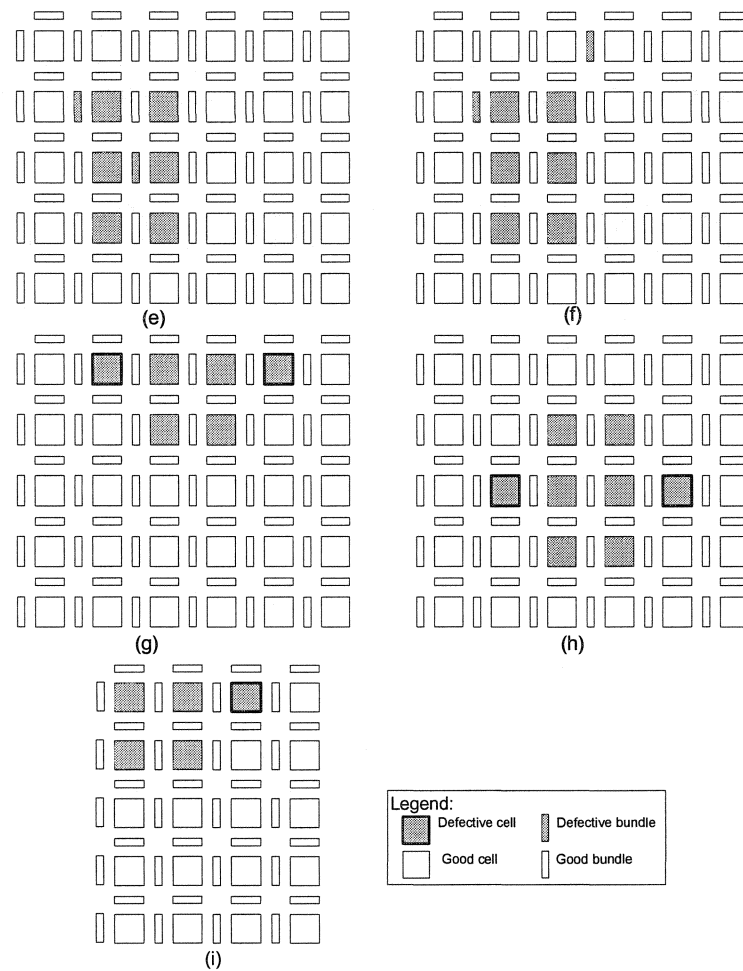 (e)
(f)
(g)
(h)
(i)
Legend:
Defective cell
Defective bundle
Good cell
Good bundle